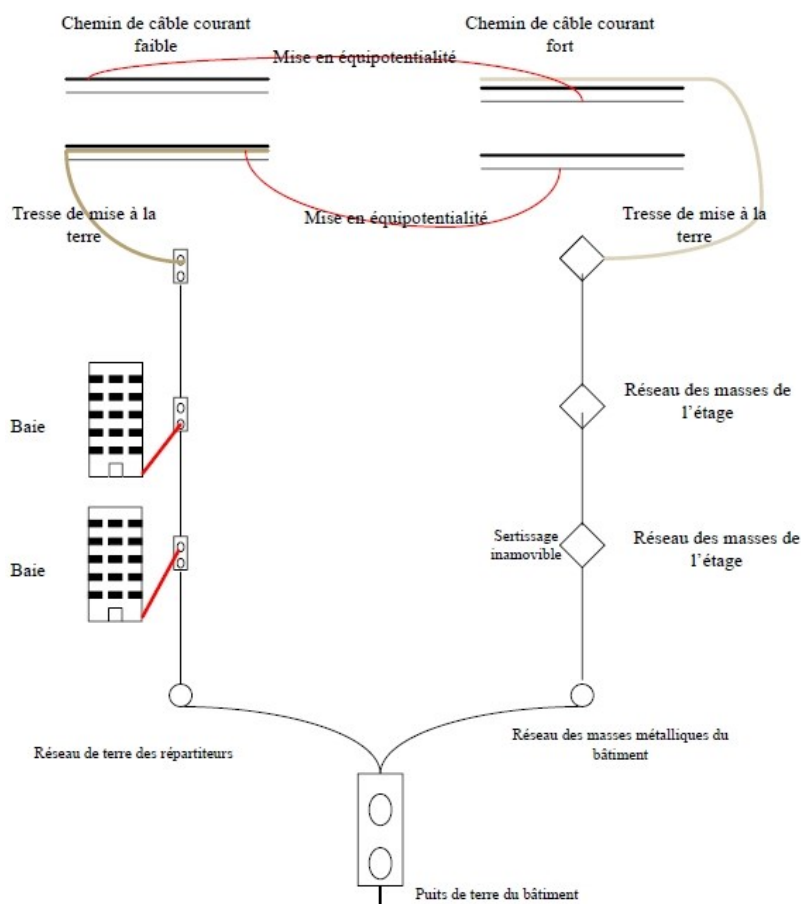 Chemin de câble courant
faible
Chemin de câble courant
fort
Mise en équipotentialité
Tresse de mise à la
terre
Mise en équipotentialité
Tresse de mise à la
terre
Baie
Réseau des masses de
l'étage
Baie
Sertissage
inamovible
Réseau des masses de
l'étage
Réseau de terre des répartiteurs
Réseau des masses métalliques du
bâtiment
Puits de terre du bâtiment